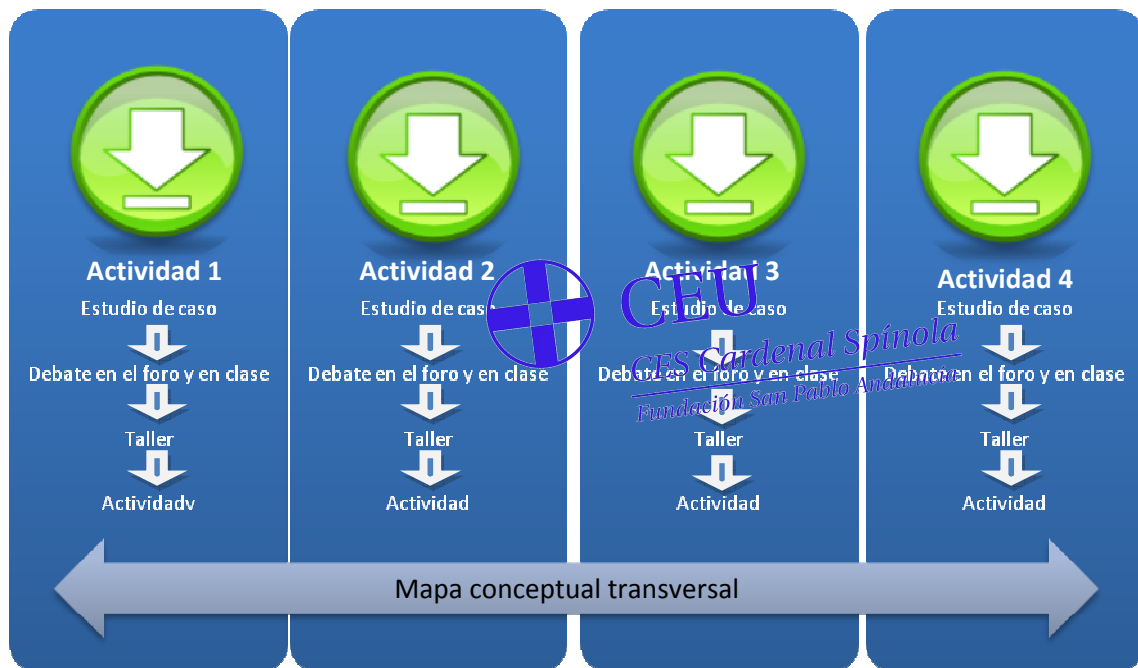 Actividad 1
Estudio de caso
Debate en el foro y en clase
Taller
Actividadv
Actividad 2
Estudio de caso
Debate en el foro y en clase
Taller
Actividad
Actividad 3
Estudio de caso
Debate en el foro y en clase
Taller
Actividad
Actividad 4
Estudio de caso
Debate en el foro y en clase
Taller
Actividad
CEU
CES Cardenal Spínola
Fundación San Pablo Andalucía
Mapa conceptual transversal